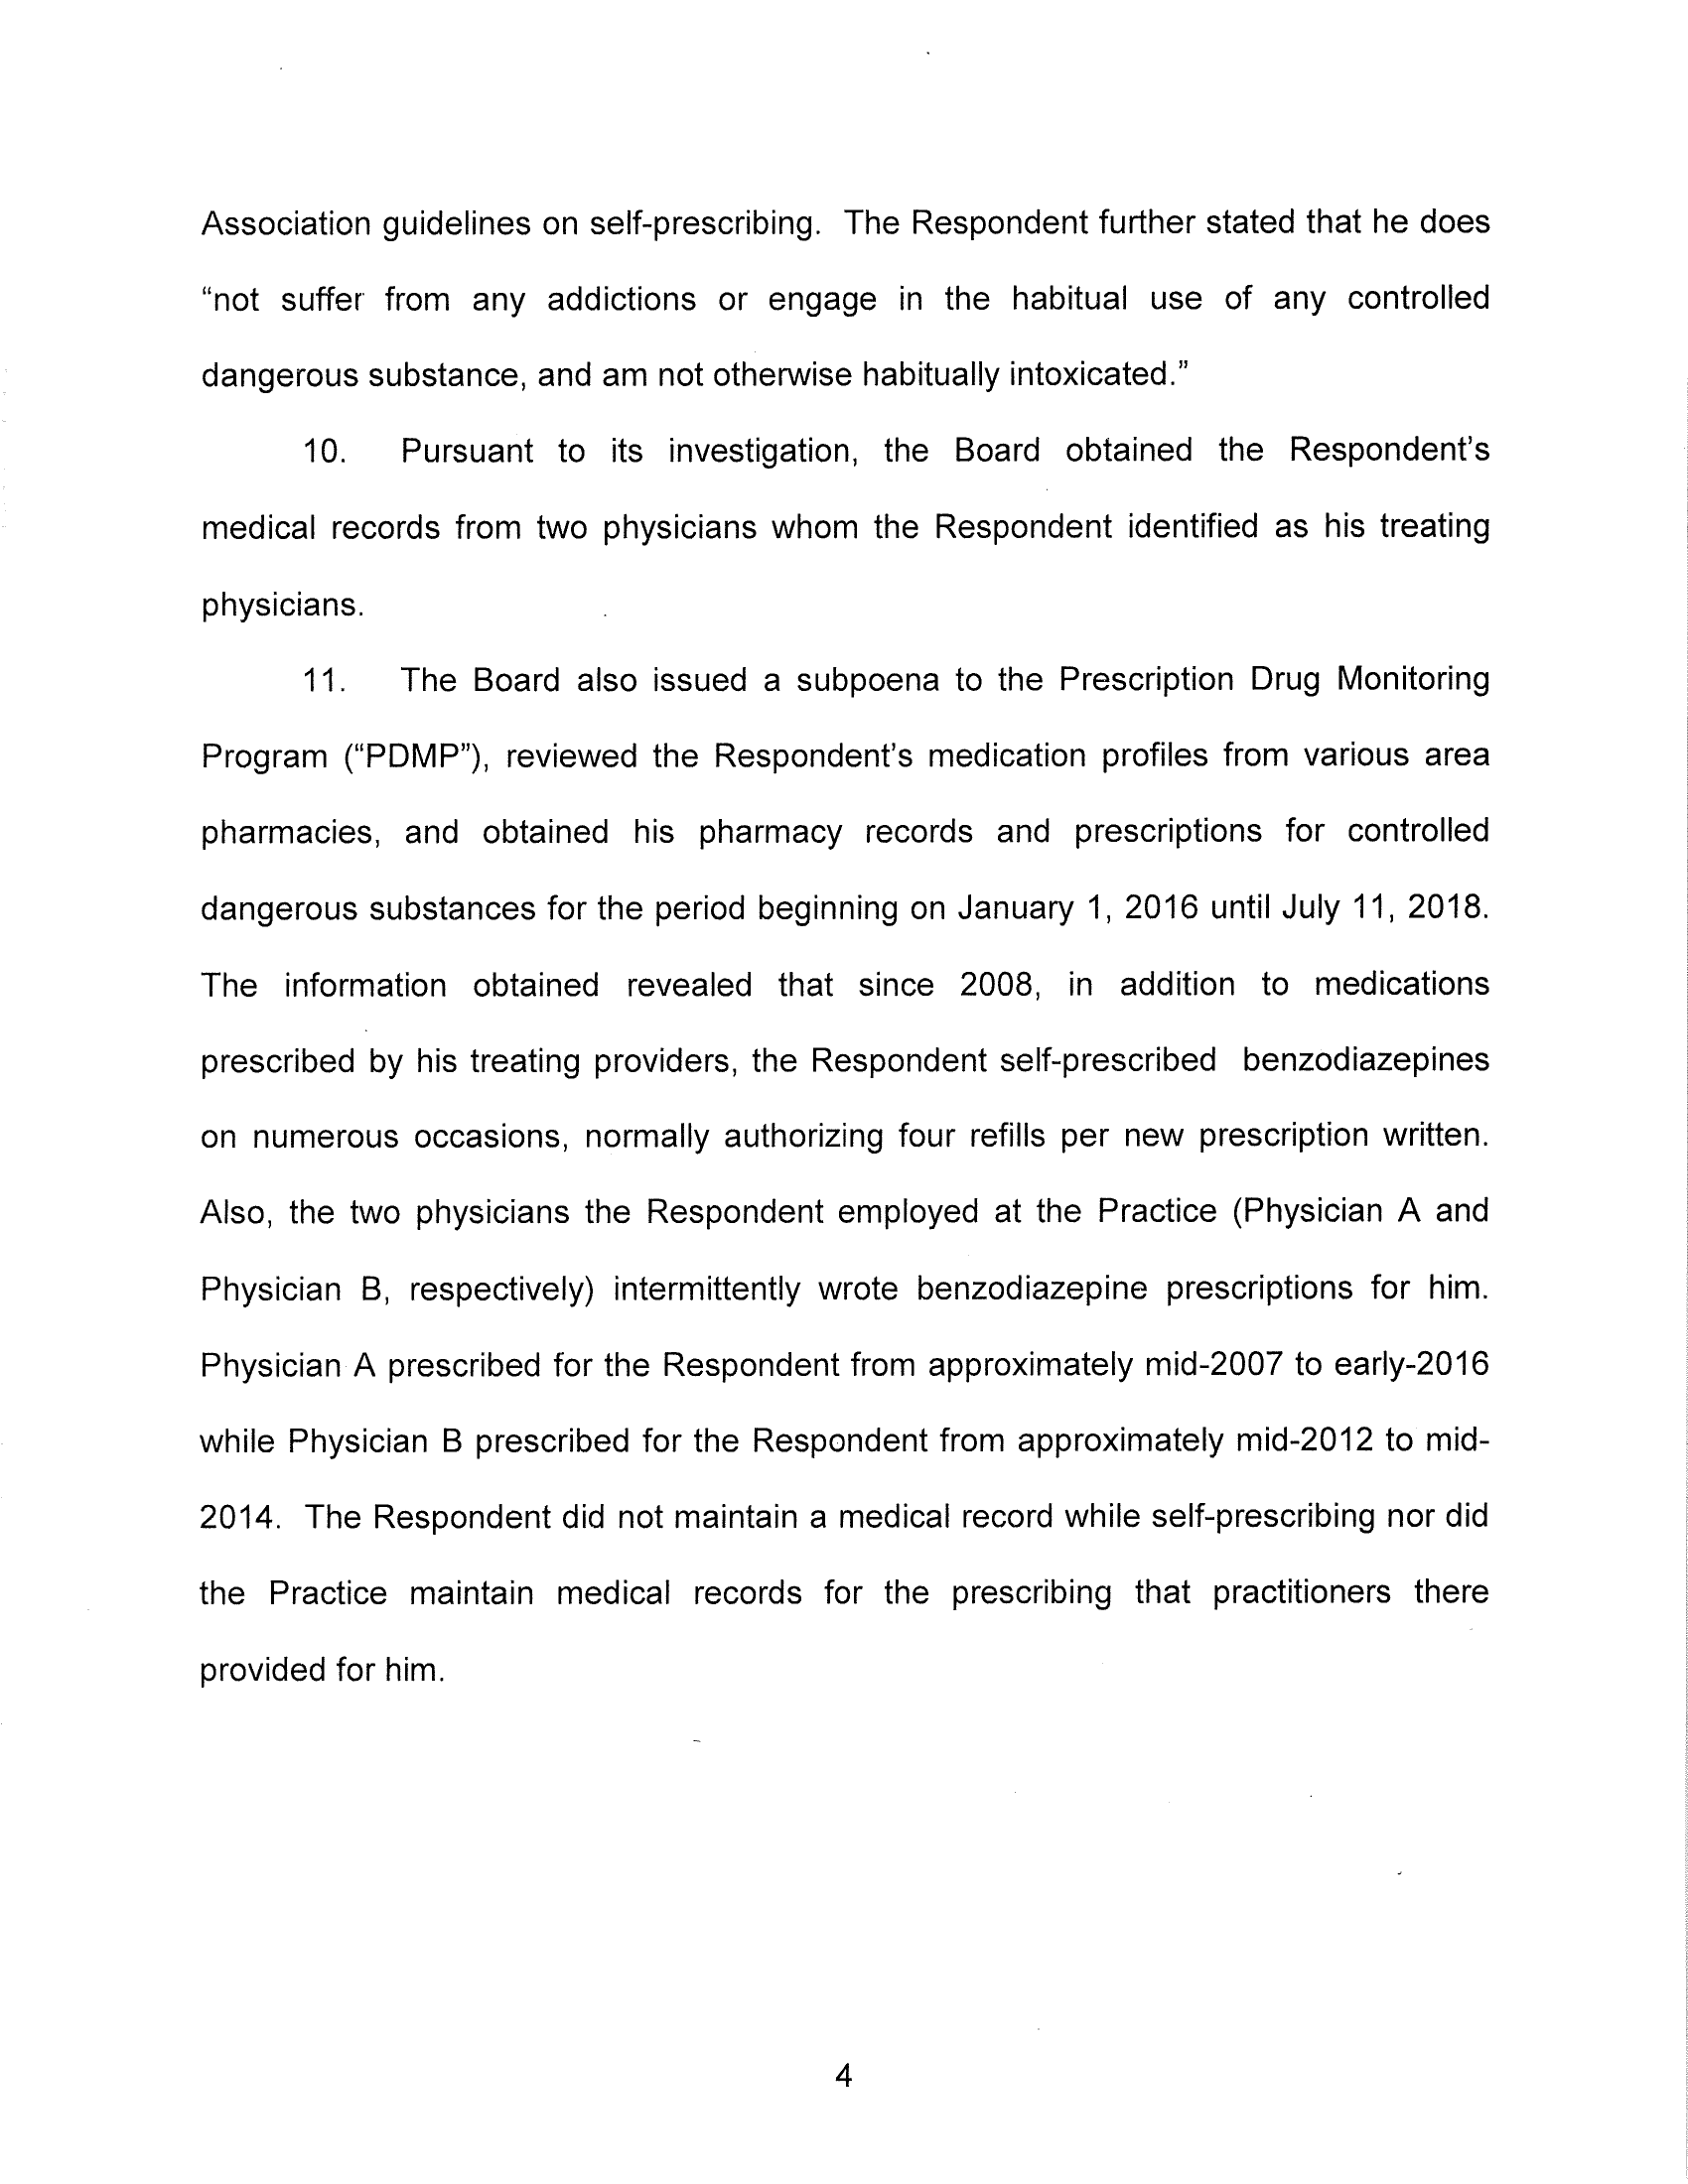 Association guidelines on self-prescribing. The Respondent further stated that he does
“not suffer from any addictions or engage in the habitual use of any controlled
dangerous substance, and am not otherwise habitually intoxicated.”
10. Pursuant to its investigation, the Board obtained the Respondent’s
medical records from two physicians whom the Respondent identified as his treating
physicians.
11. The Board also issued a subpoena to the Prescription Drug Monitoring
Program (“PDMP”), reviewed the Respondent’s medication profiles from various area
pharmacies, and obtained his pharmacy records and prescriptions for controlled
dangerous substances for the period beginning on January 1, 2016 until July 11, 2018.
The information obtained revealed that since 2008, in addition to medications
prescribed by his treating providers, the Respondent self-prescribed benzodiazepines
on numerous occasions, normally authorizing four refills per new prescription written.
Also, the two physicians the Respondent employed at the Practice (Physician A and
Physician B, respectively) intermittently wrote benzodiazepine prescriptions for him.
Physician A prescribed for the Respondent from approximately mid-2007 to early-2016
while Physician B prescribed for the Respondent from approximately mid-2012 to mid-
2014. The Respondent did not maintain a medical record while self-prescribing nor did
the Practice maintain medical records for the prescribing that practitioners there
provided for him.
4